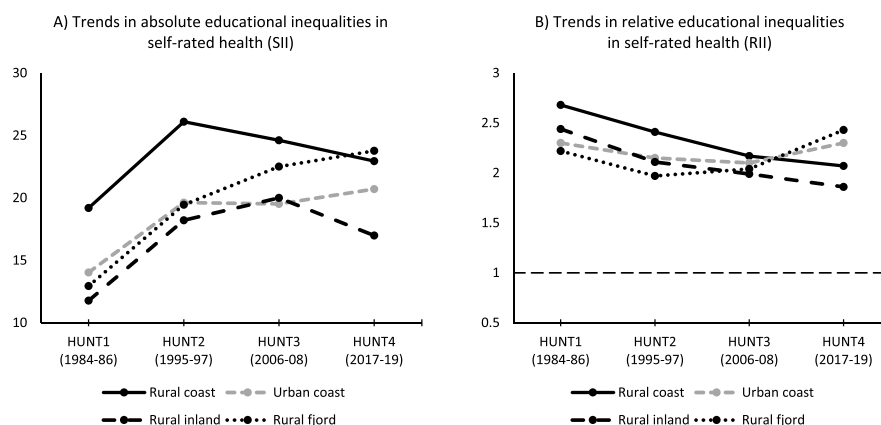 A) Trends in absolute educational inequalities in
self-rated health (SII)
30
25
20
15
10
HUNT1
(1984-86)
HUNT2
(1995-97)
HUNT3
(2006-08)
HUNT4
(2017-19)
Rural coast
Urban coast
Rural inland
Rural fjord
B) Trends in relative educational inequalities
in self-rated health (RII)
3
2.5
2
1.5
1
0.5
HUNT1
(1984-86)
HUNT2
(1995-97)
HUNT3
(2006-08)
HUNT4
(2017-19)
Rural coast
Urban coast
Rural inland
Rural fjord